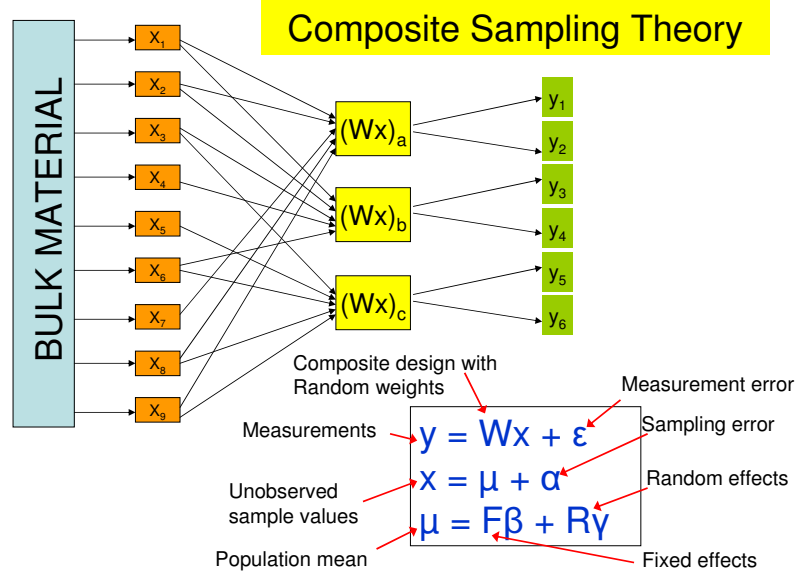 Composite Sampling Theory
BULK MATERIAL
X₁
X₂
X₃
X₄
X₅
X₆
X₇
X₈
X₉
(Wx)ₐ
(Wx)b
(Wx)c
y₁
y₂
y₃
y₄
y₅
y₆
Composite design with
Random weights
Measurement error
Measurements
Sampling error
y = Wx + ε
x = μ + α
μ = Fβ + Rγ
Random effects
Unobserved
sample values
Population mean
Fixed effects